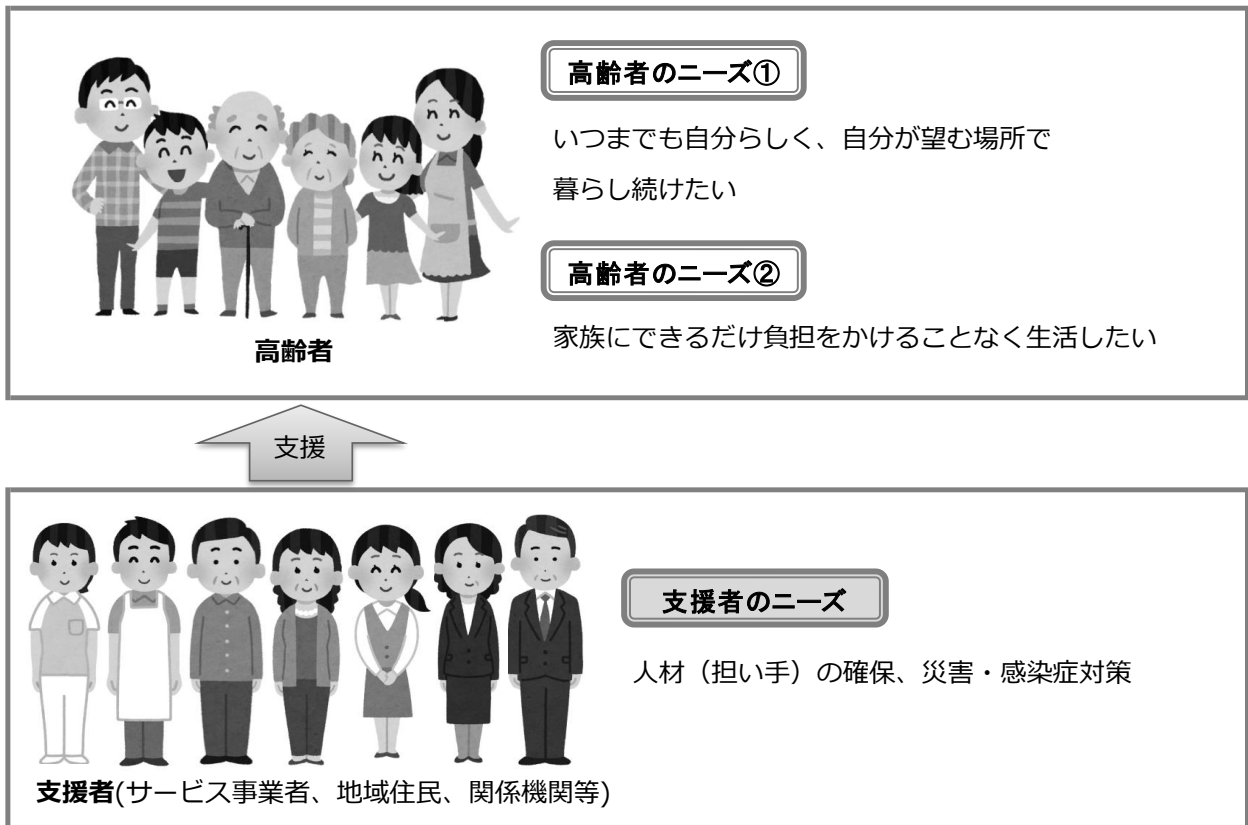 高齢者のニーズ①
いつまでも自分らしく、自分が望む場所で
暮らし続けたい
高齢者のニーズ②
家族にできるだけ負担をかけることなく生活したい
高齢者
支援
支援者のニーズ
人材（担い手）の確保、災害・感染症対策
支援者(サービス事業者、地域住民、関係機関等)